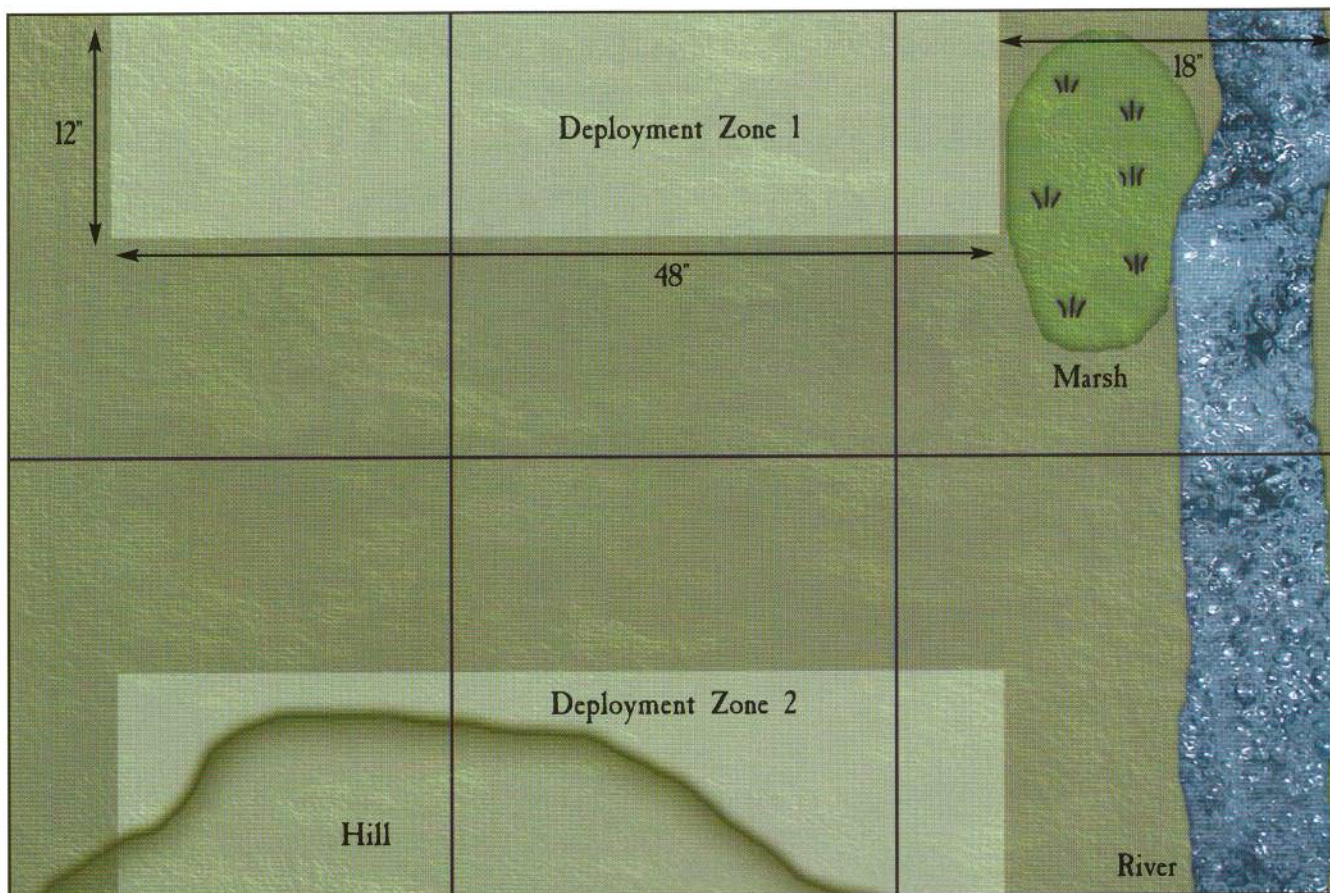 18"
12"
Deployment Zone 1
48"
Marsh
Deployment Zone 2
Hill
River